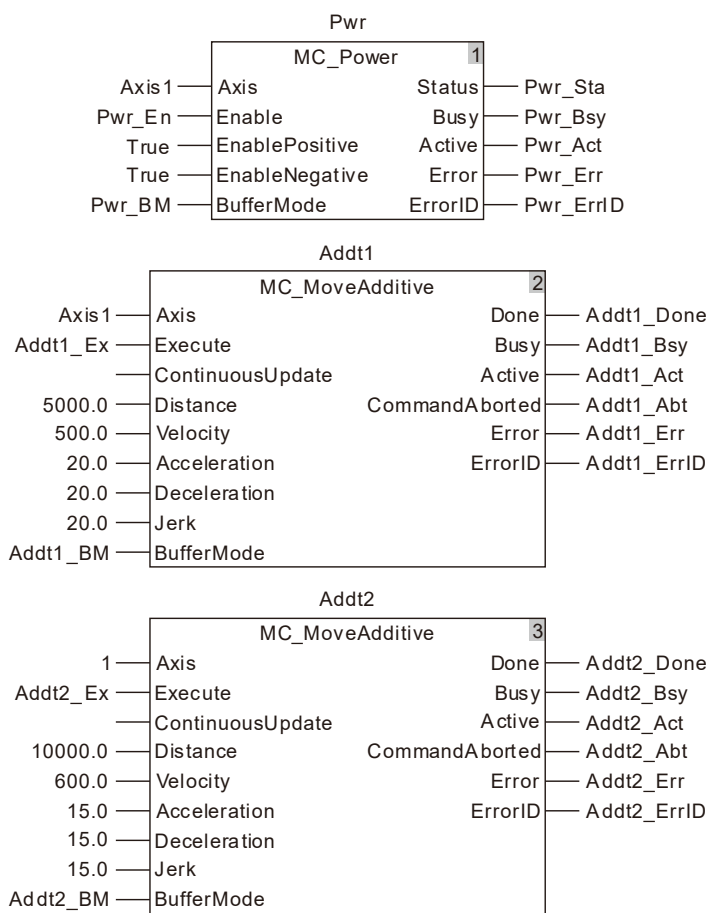 Pwr
MC_Power 1
Axis1 Axis Status Pwr_Sta
Pwr_En Enable Busy Pwr_Bsy
True EnablePositive Active Pwr_Act
True EnableNegative Error Pwr_Err
Pwr_BM BufferMode ErrorID Pwr_ErrID
Addt1
MC_MoveAdditive 2
Axis1 Axis Done Addt1_Done
Addt1_Ex Execute Busy Addt1_Bsy
ContinuousUpdate Active Addt1_Act
5000.0 Distance CommandAborted Addt1_Abt
500.0 Velocity Error Addt1_Err
20.0 Acceleration ErrorID Addt1_ErrID
20.0 Deceleration
20.0 Jerk
Addt1_BM BufferMode
Addt2
MC_MoveAdditive 3
1 Axis Done Addt2_Done
Addt2_Ex Execute Busy Addt2_Bsy
ContinuousUpdate Active Addt2_Act
10000.0 Distance CommandAborted Addt2_Abt
600.0 Velocity Error Addt2_Err
15.0 Acceleration ErrorID Addt2_ErrID
15.0 Deceleration
15.0 Jerk
Addt2_BM BufferMode